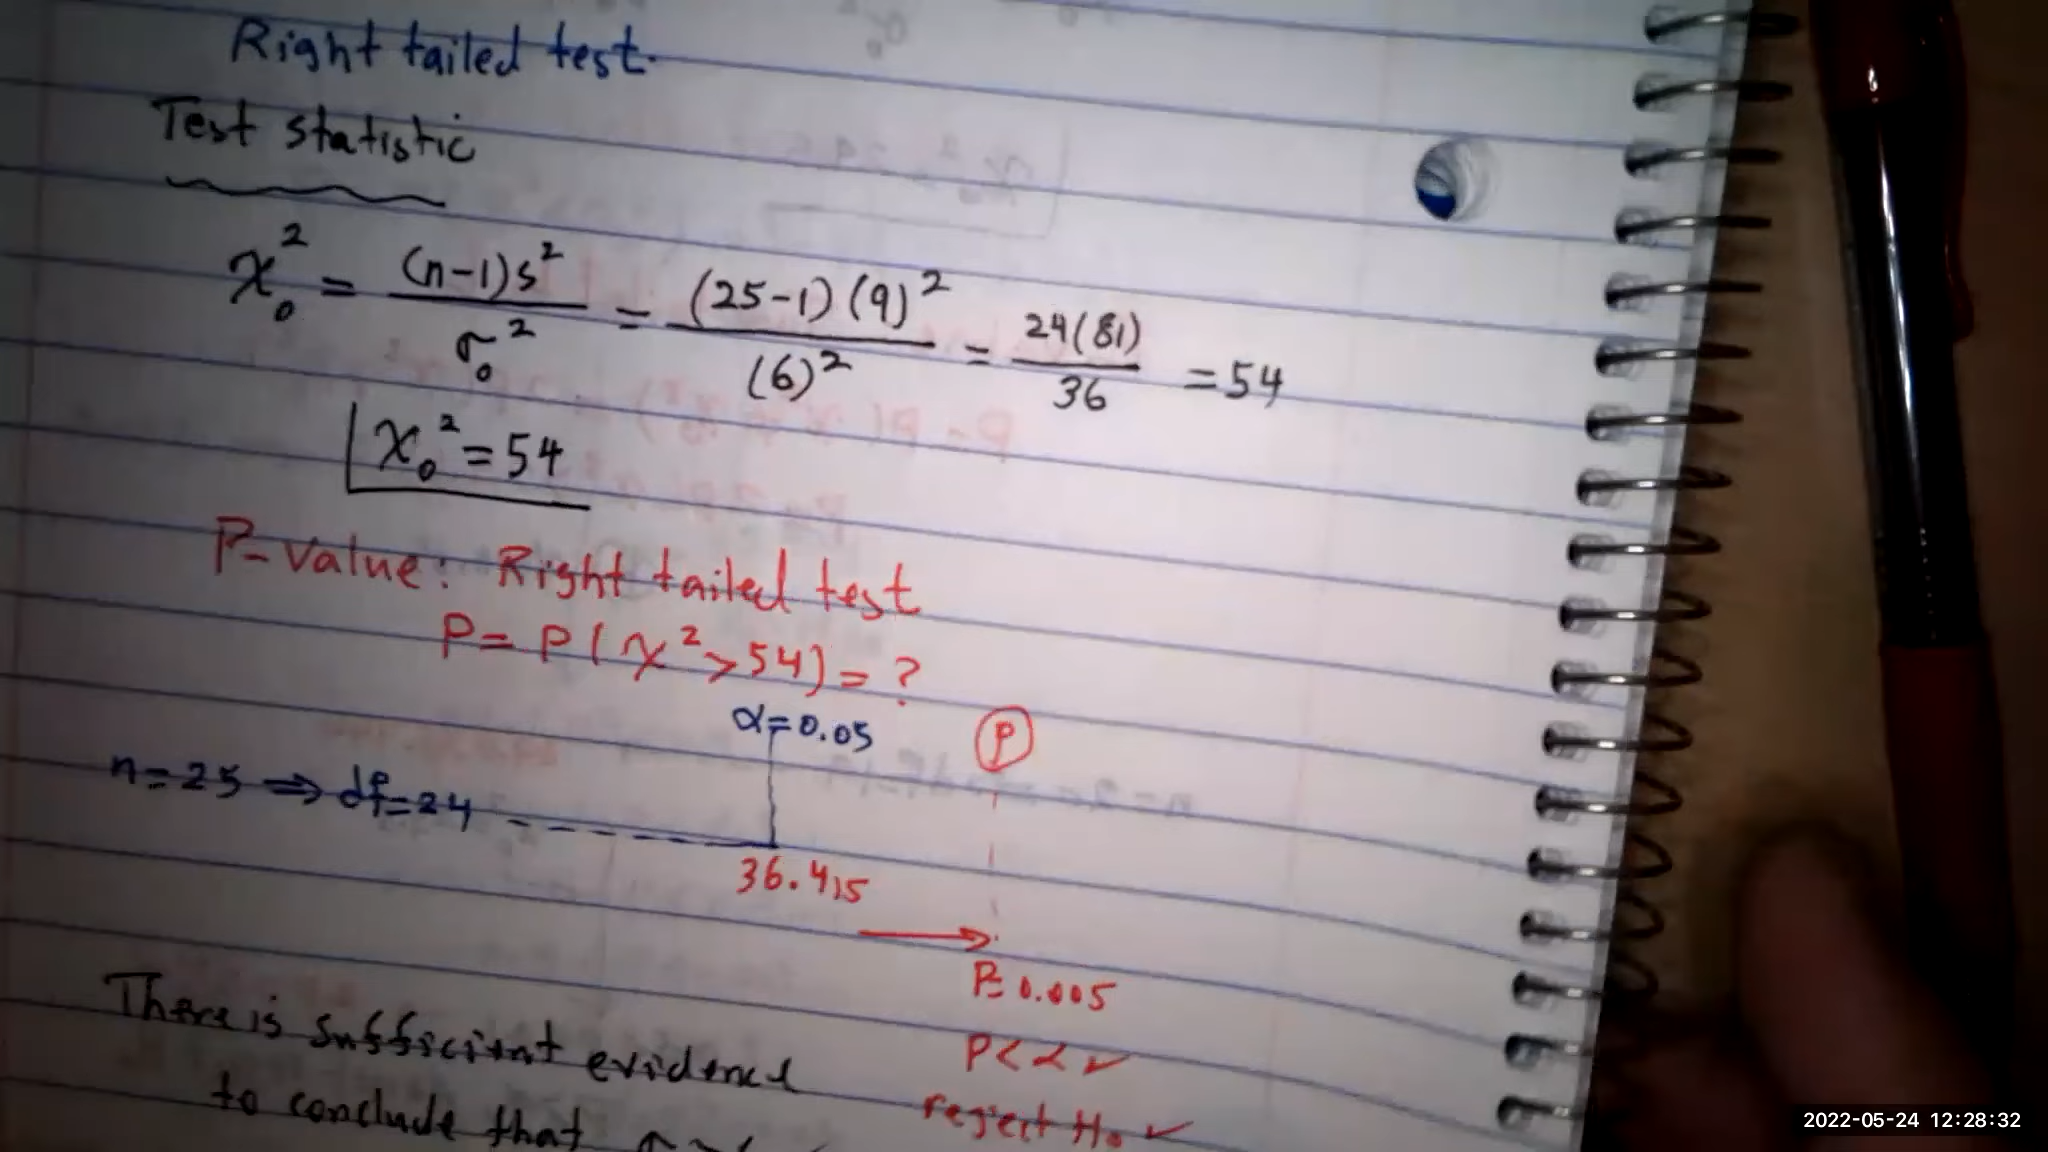 Right tailed test.
Test statistic
χ₀² = (n-1)s² / σ₀² = (25-1)(9)² / (6)² = 24(81) / 36 = 54
χ₀² = 54
P-value: Right tailed test
P = P(χ² > 54) = ?
α = 0.05 P
n = 25 ⇒ df = 24
36.415
P= 0.005
There is sufficient evidence P < α ✓
to conclude that reject H₀ ✓
2022-05-24 12:28:32